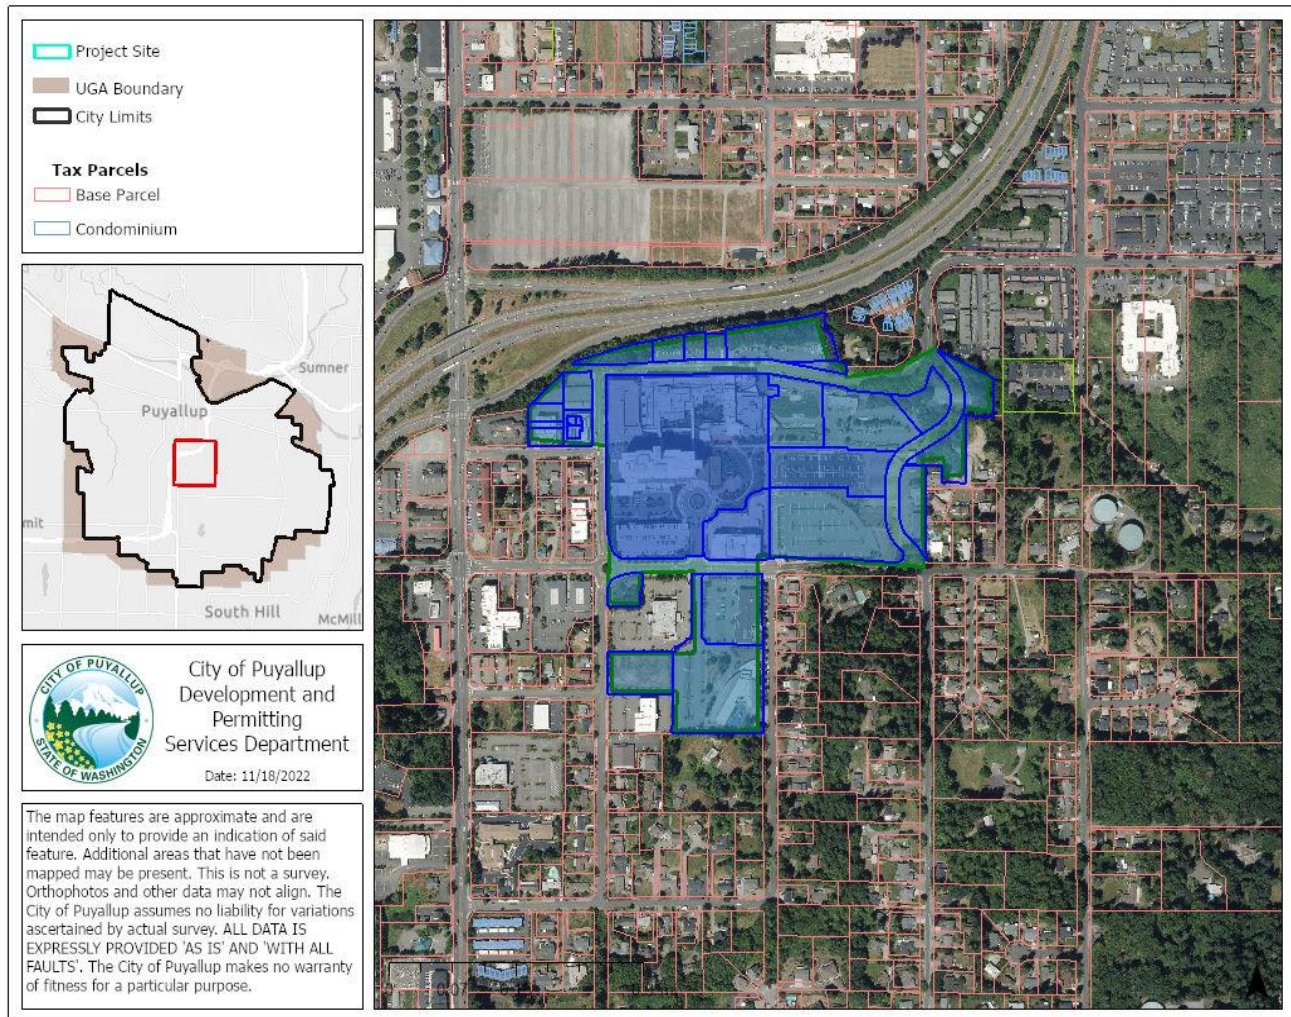 Project Site
UGA Boundary
City Limits
Tax Parcels
Base Parcel
Condominium
Sumner
Puyallup
mit
6
South Hill
McMill
CITY OF PUYALLUP
STATE OF WASHINGTON
City of Puyallup
Development and
Permitting
Services Department
Date: 11/18/2022
The map features are approximate and are
intended only to provide an indication of said
feature. Additional areas that have not been
mapped may be present. This is not a survey.
Orthophotos and other data may not align. The
City of Puyallup assumes no liability for variations
ascertained by actual survey. ALL DATA IS
EXPRESSLY PROVIDED 'AS IS' AND 'WITH ALL
FAULTS'. The City of Puyallup makes no warranty
of fitness for a particular purpose.